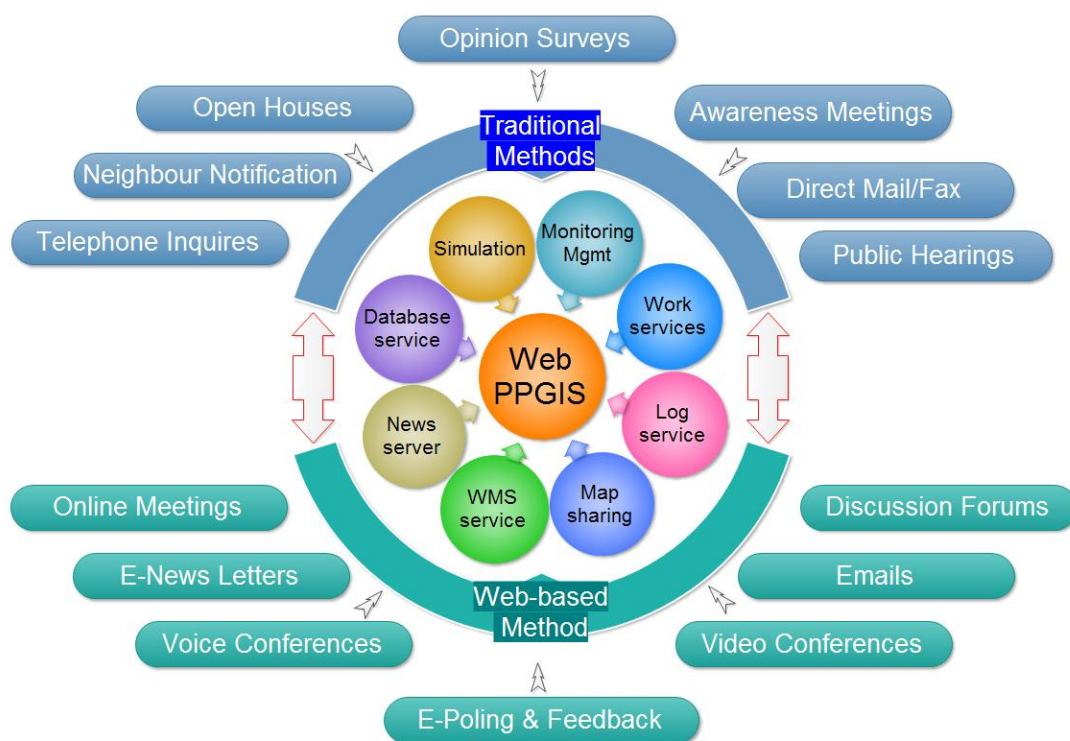 Opinion Surveys
Open Houses
Awareness Meetings
Traditional
Methods
Neighbour Notification
Direct Mail/Fax
Telephone Inquires
Public Hearings
Simulation
Monitoring
Mgmt
Database
service
Work
services
Web
PPGIS
News
server
Log
service
WMS
service
Map
sharing
Online Meetings
Discussion Forums
E-News Letters
Emails
Web-based
Method
Voice Conferences
Video Conferences
E-Poling & Feedback